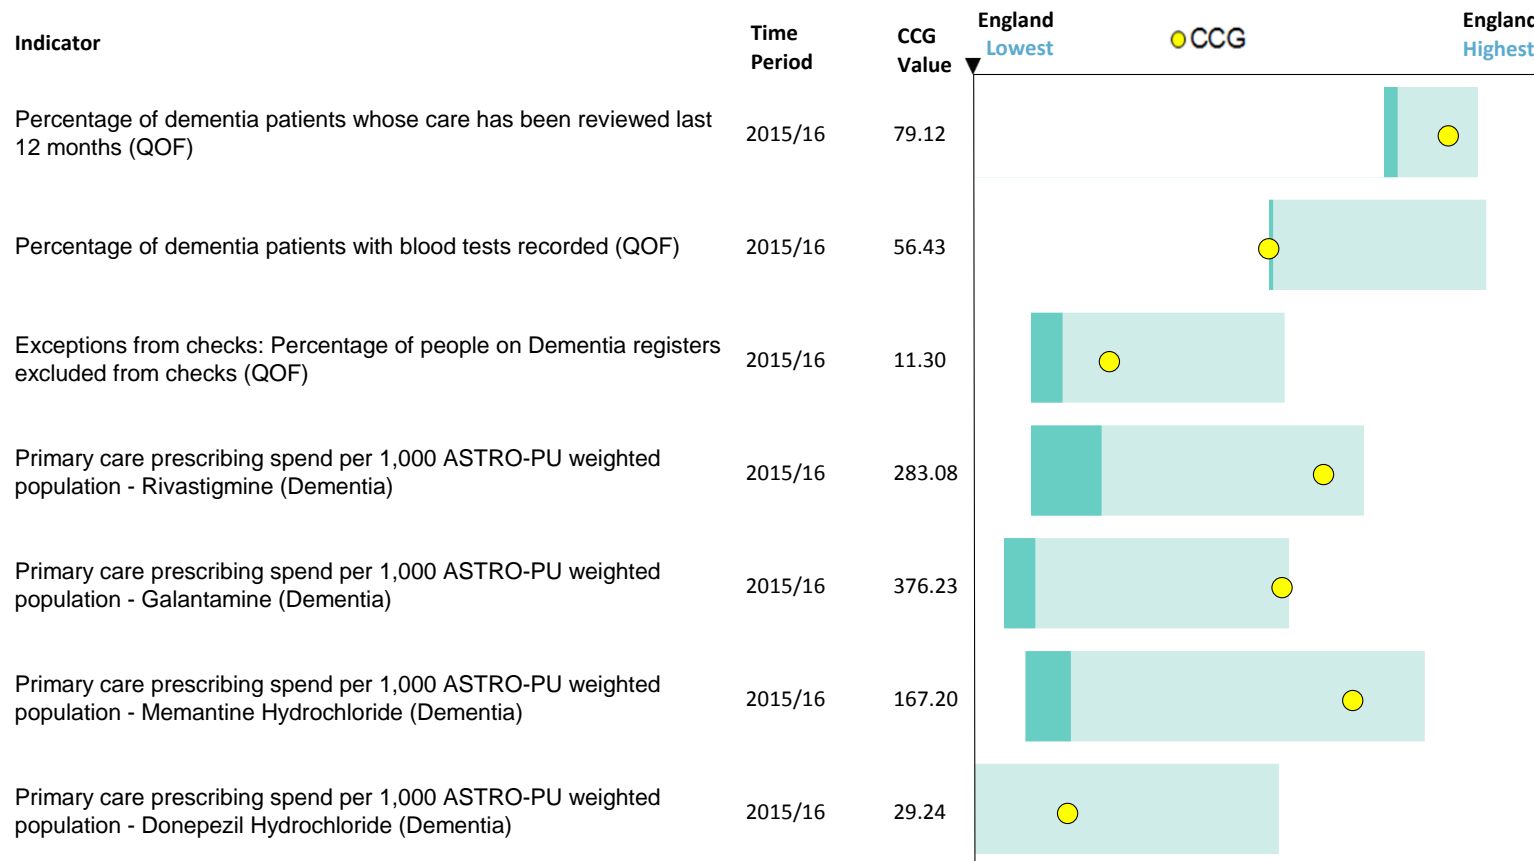 Indicator
Time
Period
CCG
Value
England
Lowest
CCG
England
Highest
Percentage of dementia patients whose care has been reviewed last
12 months (QOF)
2015/16
79.12
Percentage of dementia patients with blood tests recorded (QOF)
2015/16
56.43
Exceptions from checks: Percentage of people on Dementia registers
excluded from checks (QOF)
2015/16
11.30
Primary care prescribing spend per 1,000 ASTRO-PU weighted
population - Rivastigmine (Dementia)
2015/16
283.08
Primary care prescribing spend per 1,000 ASTRO-PU weighted
population - Galantamine (Dementia)
2015/16
376.23
Primary care prescribing spend per 1,000 ASTRO-PU weighted
population - Memantine Hydrochloride (Dementia)
2015/16
167.20
Primary care prescribing spend per 1,000 ASTRO-PU weighted
population - Donepezil Hydrochloride (Dementia)
2015/16
29.24